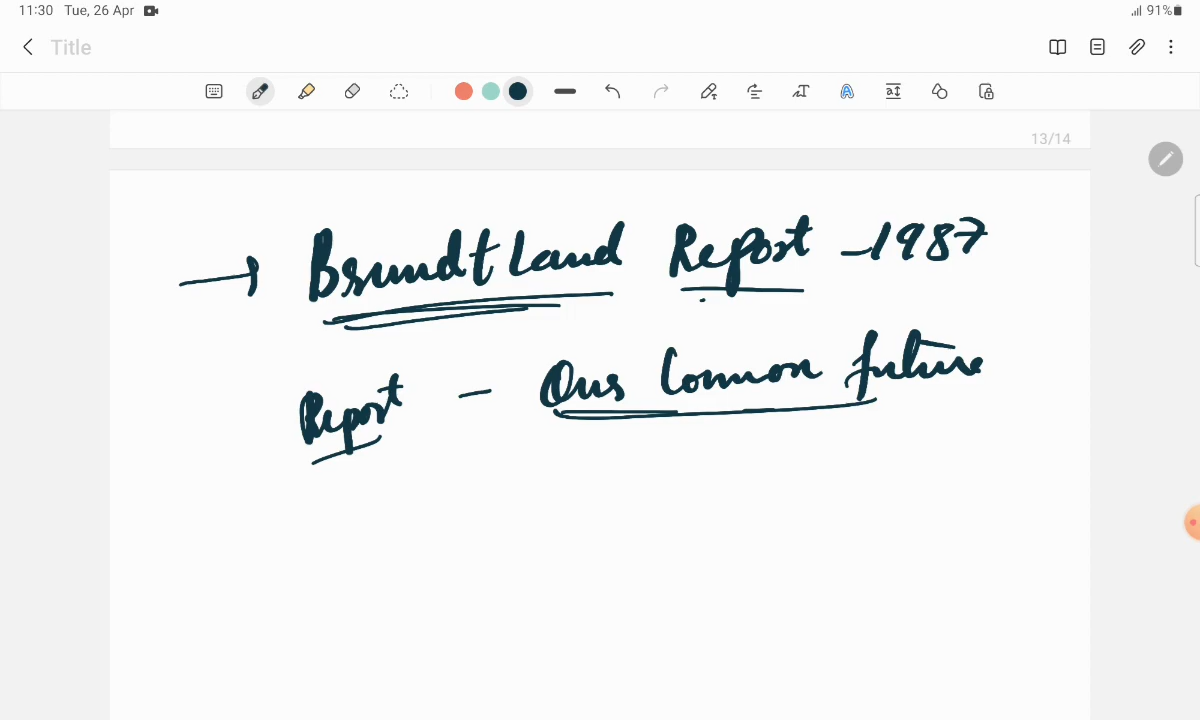 11:30 Tue, 26 Apr 91%
Title
13/14
→ Brundtland Report - 1987
Report - Our Common future